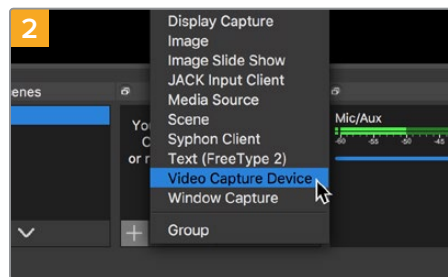 2
Display Capture
Image
Image Slide Show
JACK Input Client
Media Source
Scene
Syphon Client
Text (FreeType 2)
Video Capture Device
Window Capture
Group
enes
Yo
C
or r
Mic/Aux
-60 -55 -50 -45